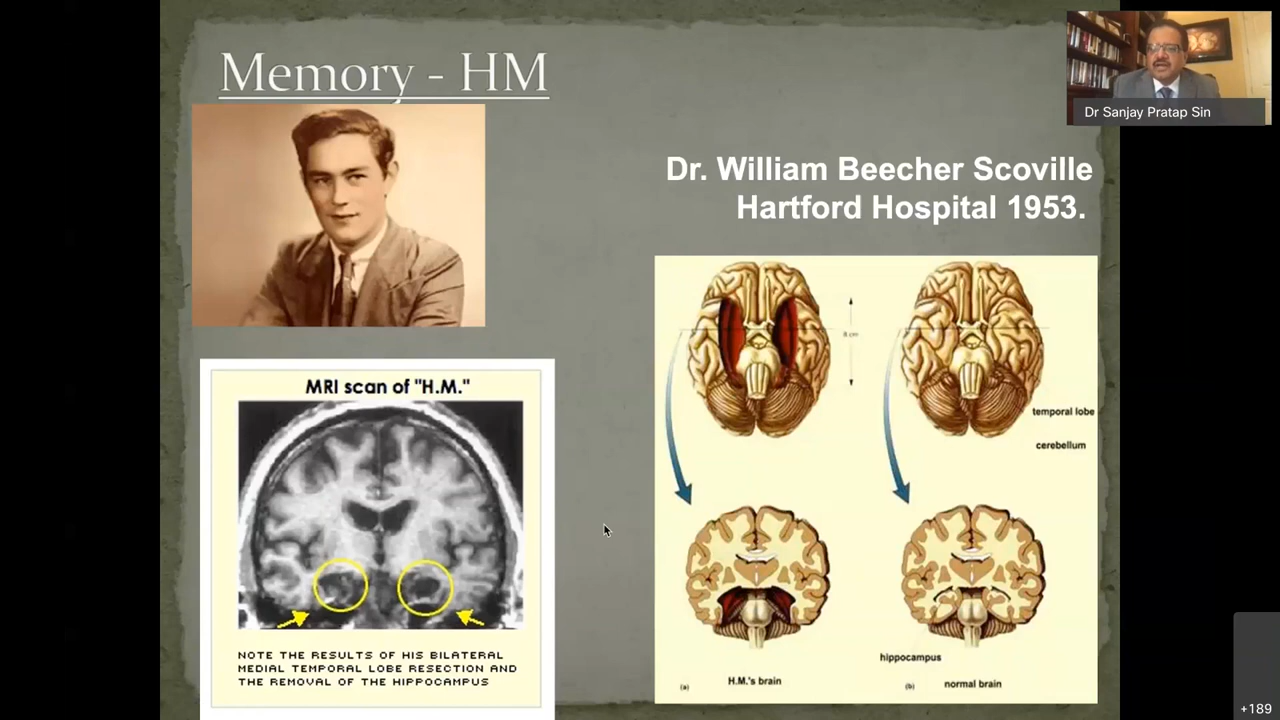 Memory - HM
Dr Sanjay Pratap Sin
Dr. William Beecher Scoville
Hartford Hospital 1953.
MRI scan of "H.M."
NOTE THE RESULTS OF HIS BILATERAL
MEDIAL TEMPORAL LOBE RESECTION AND
THE REMOVAL OF THE HIPPOCAMPUS
8 cm
temporal lobe
cerebellum
hippocampus
(a)
H.M.'s brain
(b)
normal brain
+189